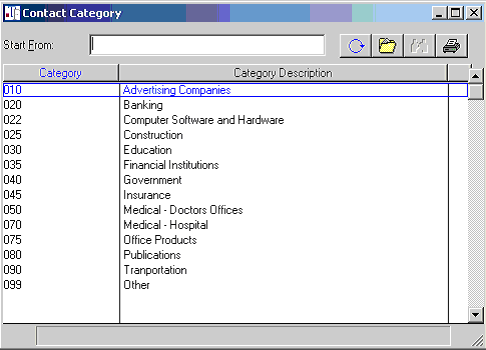 Contact Category
Start From:
Category Category Description
010 Advertising Companies
020 Banking
022 Computer Software and Hardware
025 Construction
030 Education
035 Financial Institutions
040 Government
045 Insurance
050 Medical - Doctors Offices
070 Medical - Hospital
075 Office Products
080 Publications
090 Tranportation
099 Other